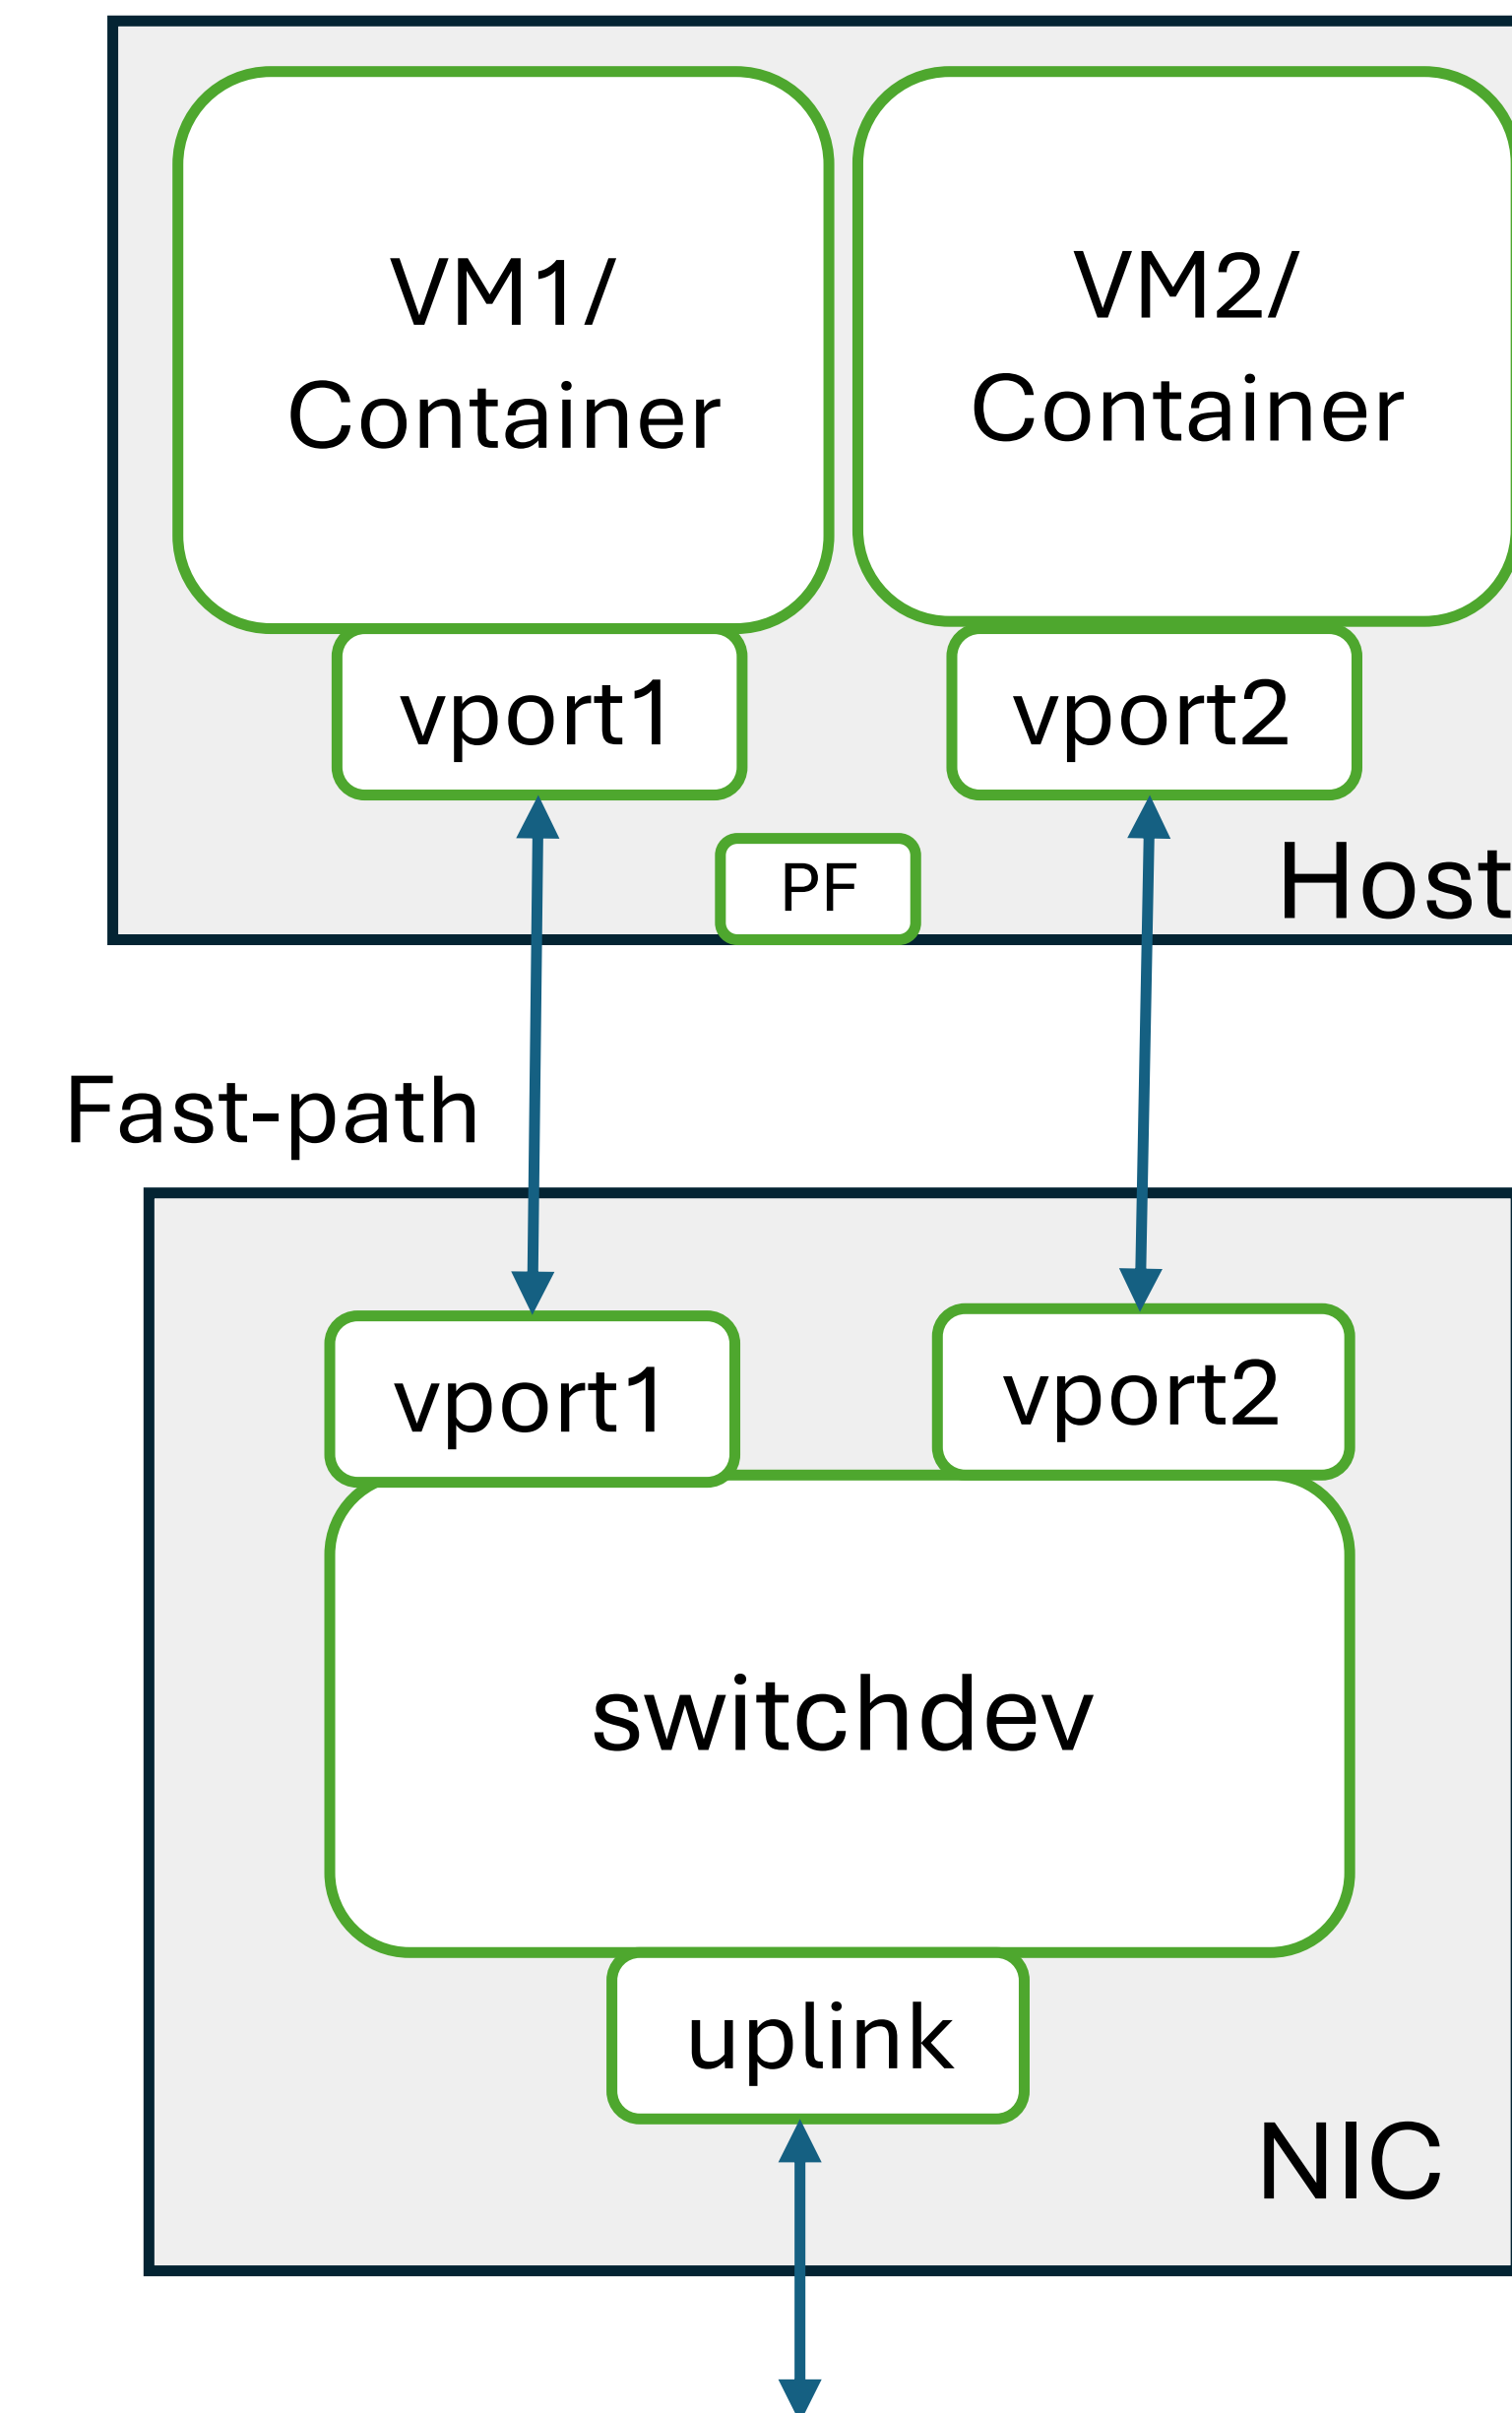 VM1/
Container
VM2/
Container
vport1
vport2
PF
Host
Fast-path
vport1
vport2
switchdev
uplink
NIC